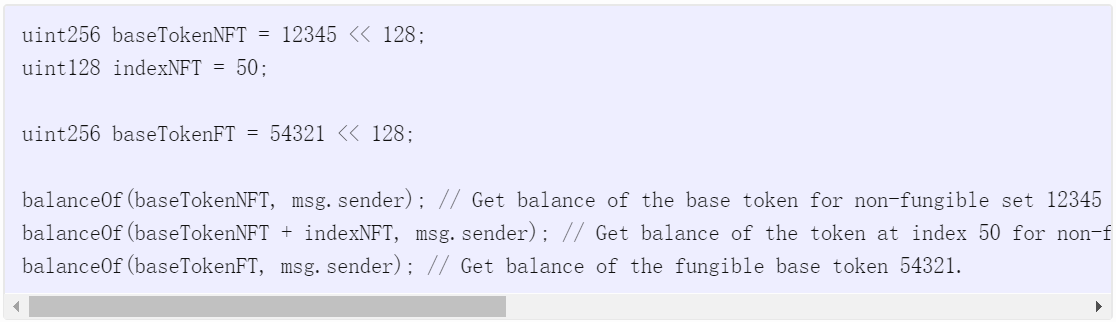 uint256 baseTokenNFT = 12345 << 128;
uint128 indexNFT = 50;
uint256 baseTokenFT = 54321 << 128;
balanceOf(baseTokenNFT, msg.sender); // Get balance of the base token for non-fungible set 12345
balanceOf(baseTokenNFT + indexNFT, msg.sender); // Get balance of the token at index 50 for non-f
balanceOf(baseTokenFT, msg.sender); // Get balance of the fungible base token 54321.